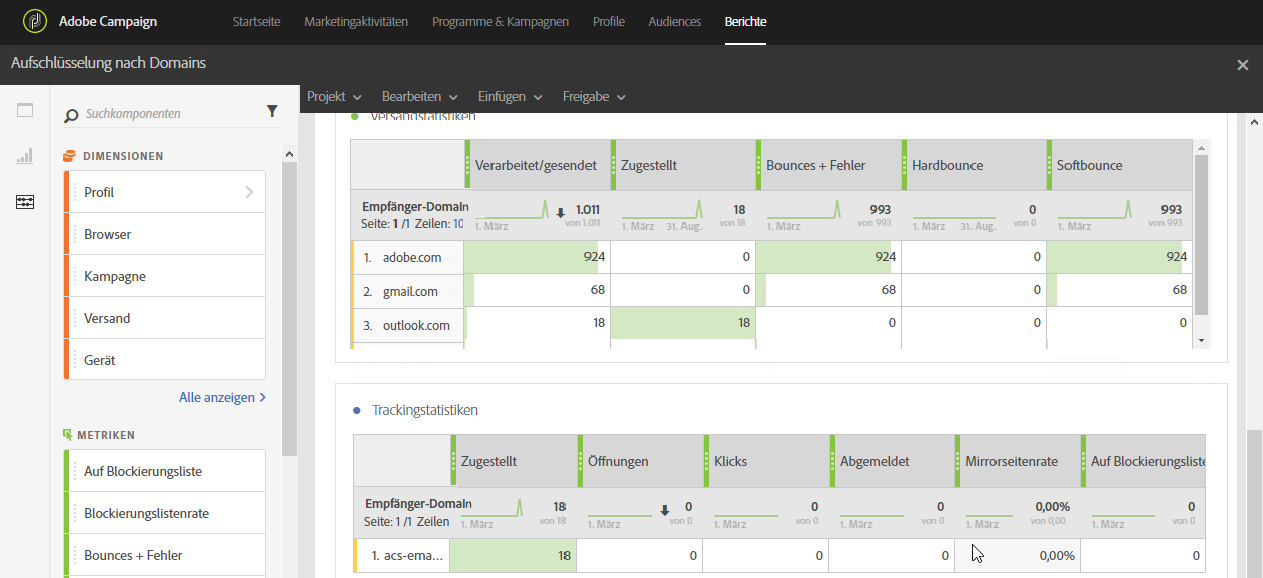 Adobe Campaign Startseite Marketingaktivitäten Programme & Kampagnen Profile Audiences Berichte
Aufschlüsselung nach Domains
Projekt Bearbeiten Einfügen Freigabe
Suchkomponenten
DIMENSIONEN
Profil
Browser
Kampagne
Versand
Gerät
Alle anzeigen
METRIKEN
Auf Blockierungsliste
Blockierungslistenrate
Bounces + Fehler
Versandstatistiken
Verarbeitet/gesendet Zugestellt Bounces + Fehler Hardbounce Softbounce
Empfänger-Domain 1.011 18 993 0 993
Seite: 1 /1 Zeilen: 10 von 1.011 von 18 von 993 von 0 von 993
1. März 1. März 31. Aug. 1. März 1. März 31. Aug. 1. März
1. adobe.com 924 0 924 0 924
2. gmail.com 68 0 68 0 68
3. outlook.com 18 18 0 0 0
Trackingstatistiken
Zugestellt Öffnungen Klicks Abgemeldet Mirrorseitenrate Auf Blockierungsliste
Empfänger-Domain 18 0 0 0 0,00% 0
Seite: 1 /1 Zeilen von 18 von 0 von 0 von 0 von 0,00 von 0
1. März 1. März 1. März 1. März 1. März 1. März
1. acs-ema... 18 0 0 0 0,00% 0